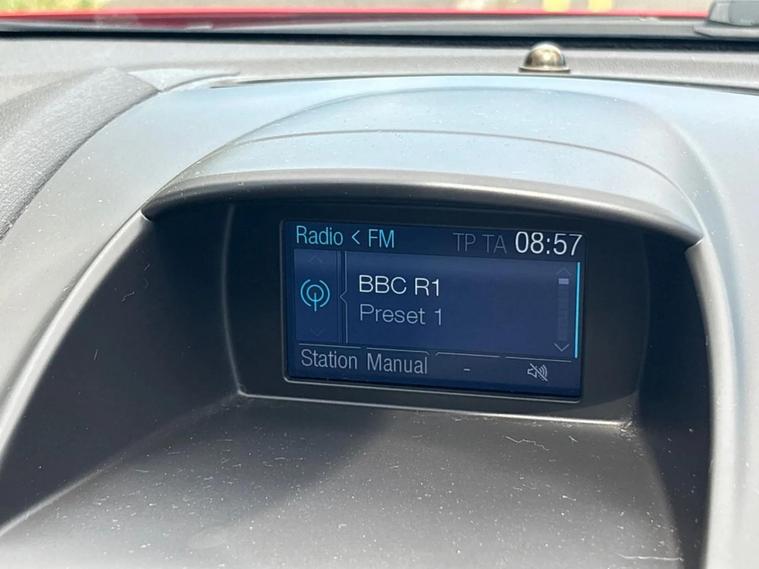 Radio < FM TP TA 08:57
BBC R1
Preset 1
Station Manual -